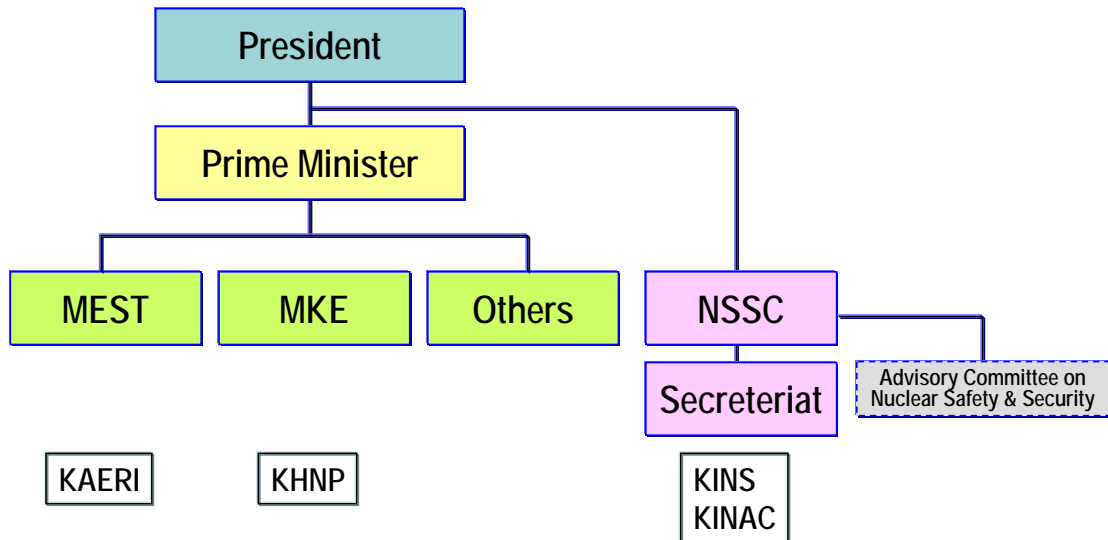 President
Prime Minister
MEST
MKE
Others
NSSC
Secreteriat
Advisory Committee on
Nuclear Safety & Security
KAERI
KHNP
KINS
KINAC